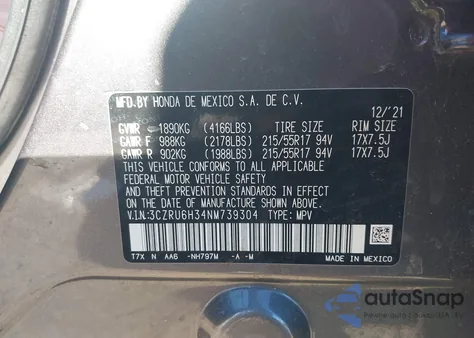 MFD.BY HONDA DE MEXICO S.A. DE C.V.
12/'21
GVWR 1890KG (4166LBS) TIRE SIZE RIM SIZE
GAWR F 988KG (2178LBS) 215/55R17 94V 17X7.5J
GAWR R 902KG (1988LBS) 215/55R17 94V 17X7.5J
THIS VEHICLE CONFORMS TO ALL APPLICABLE
FEDERAL MOTOR VEHICLE SAFETY, BUMPER, AND
THEFT PREVENTION STANDARDS IN EFFECT ON
THE DATE OF MANUFACTURE SHOWN ABOVE.
V.I.N:3CZRU6H34NM739304 TYPE: MPV
T7X N AA6 -NH797M -A -M MADE IN MEXICO
autaSnap